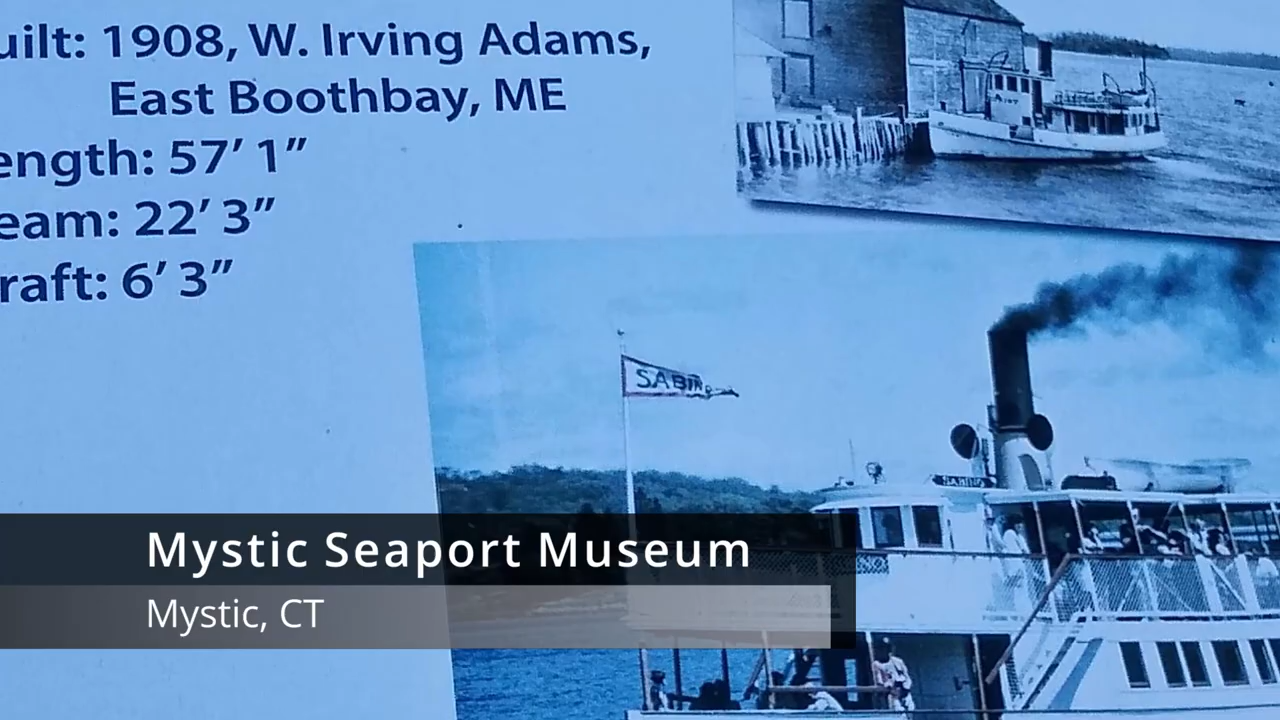 uilt: 1908, W. Irving Adams,
East Boothbay, ME
ength: 57' 1"
eam: 22' 3"
raft: 6' 3"
SABIN
SABINO
Mystic Seaport Museum
Mystic, CT